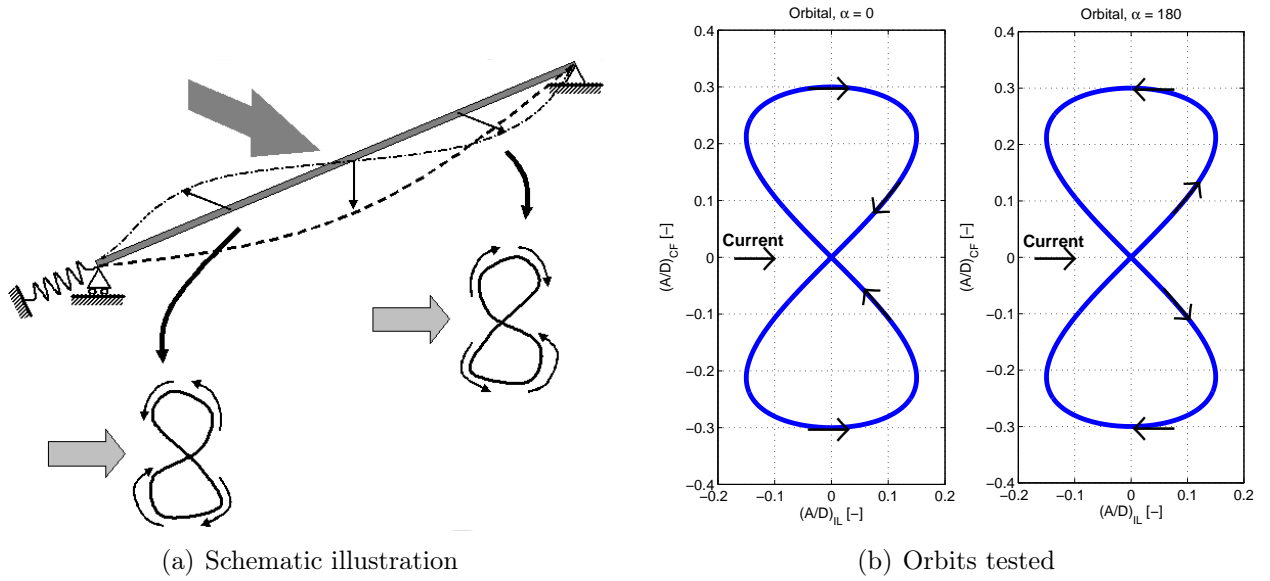 Orbital, α = 0
0.4
0.3
0.2
0.1
0
−0.1
−0.2
−0.3
−0.4
(A/D)CF [−]
Current
−0.2
−0.1
0
0.1
0.2
(A/D)IL [−]
Orbital, α = 180
0.4
0.3
0.2
0.1
0
−0.1
−0.2
−0.3
−0.4
(A/D)CF [−]
Current
−0.2
−0.1
0
0.1
0.2
(A/D)IL [−]
(a) Schematic illustration
(b) Orbits tested